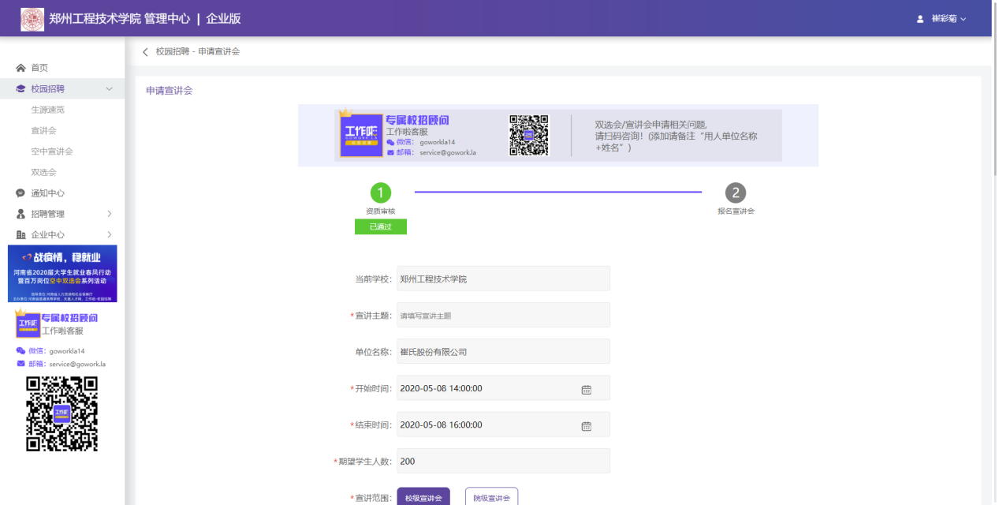 郑州工程技术学院 管理中心 | 企业版
崔彩菊
校园招聘 - 申请宣讲会
首页
校园招聘
生源速览
宣讲会
空中宣讲会
双选会
通知中心
招聘管理
企业中心
战疫情，稳就业
河南省2020届大学生就业春风行动
暨百万岗位空中双选会系列活动
工作啦
专属校招顾问
工作啦客服
微信： goworkla14
邮箱： service@gowork.la
工作啦
申请宣讲会
工作啦
GOWORK.LA
专属校招顾问
工作啦客服
微信： goworkla14
邮箱： service@gowork.la
双选会/宣讲会申请相关问题,
请扫码咨询！(添加请备注“用人单位名称
+姓名”)
1
资质审核
已通过
2
报名宣讲会
当前学校： 郑州工程技术学院
*宣讲主题： 请填写宣讲主题
单位名称： 崔氏股份有限公司
*开始时间： 2020-05-08 14:00:00
*结束时间： 2020-05-08 16:00:00
*期望学生人数： 200
*宣讲范围： 校级宣讲会 院级宣讲会